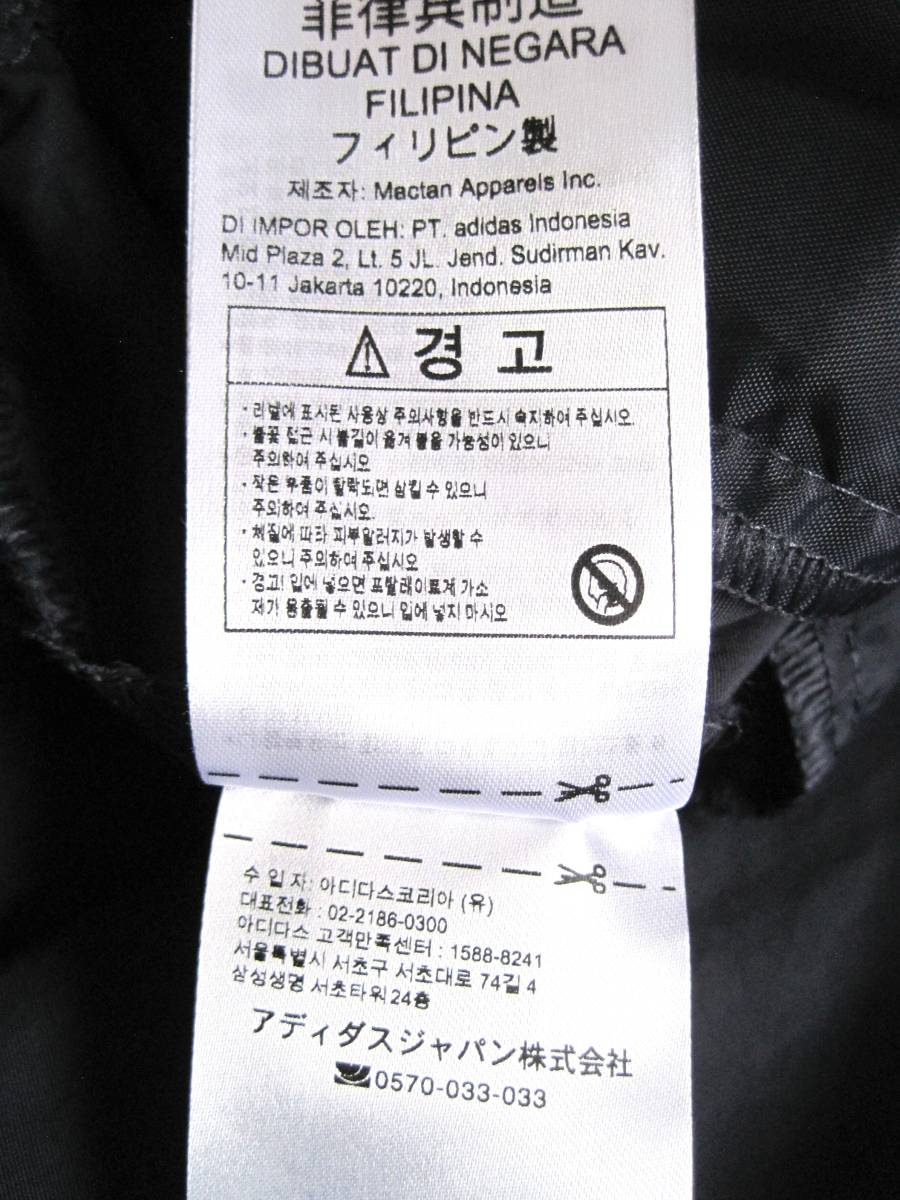 菲律宾制造
DIBUAT DI NEGARA
FILIPINA
フィリピン製
제조자: Mactan Apparels Inc.
DI IMPOR OLEH: PT. adidas Indonesia
Mid Plaza 2, Lt. 5 JL. Jend. Sudirman Kav.
10-11 Jakarta 10220, Indonesia
경 고
· 라벨에 표시된 사용상 주의사항을 반드시 숙지하여 주십시오.
· 불꽃 접근 시 불길이 옮겨 붙을 가능성이 있으니
주의하여 주십시오
· 작은 부품이 탈락되면 삼킬 수 있으니
주의하여 주십시오.
· 체질에 따라 피부알러지가 발생할 수
있으니 주의하여 주십시오
· 경고! 입에 넣으면 프탈레이트계 가소
제가 용출될 수 있으니 입에 넣지 마시오
수 입 자: 아디다스코리아 (유)
대표전화 : 02-2186-0300
아디다스 고객만족센터 : 1588-8241
서울특별시 서초구 서초대로 74길 4
삼성생명 서초타워 24층
アディダスジャパン株式会社
0570-033-033